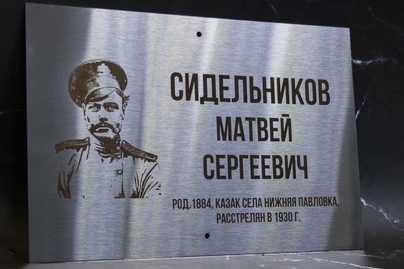 СИДЕЛЬНИКОВ
МАТВЕЙ
СЕРГЕЕВИЧ
РОД.1884, КАЗАК СЕЛА НИЖНЯЯ ПАВЛОВКА,
РАССТРЕЛЯН В 1930 Г.